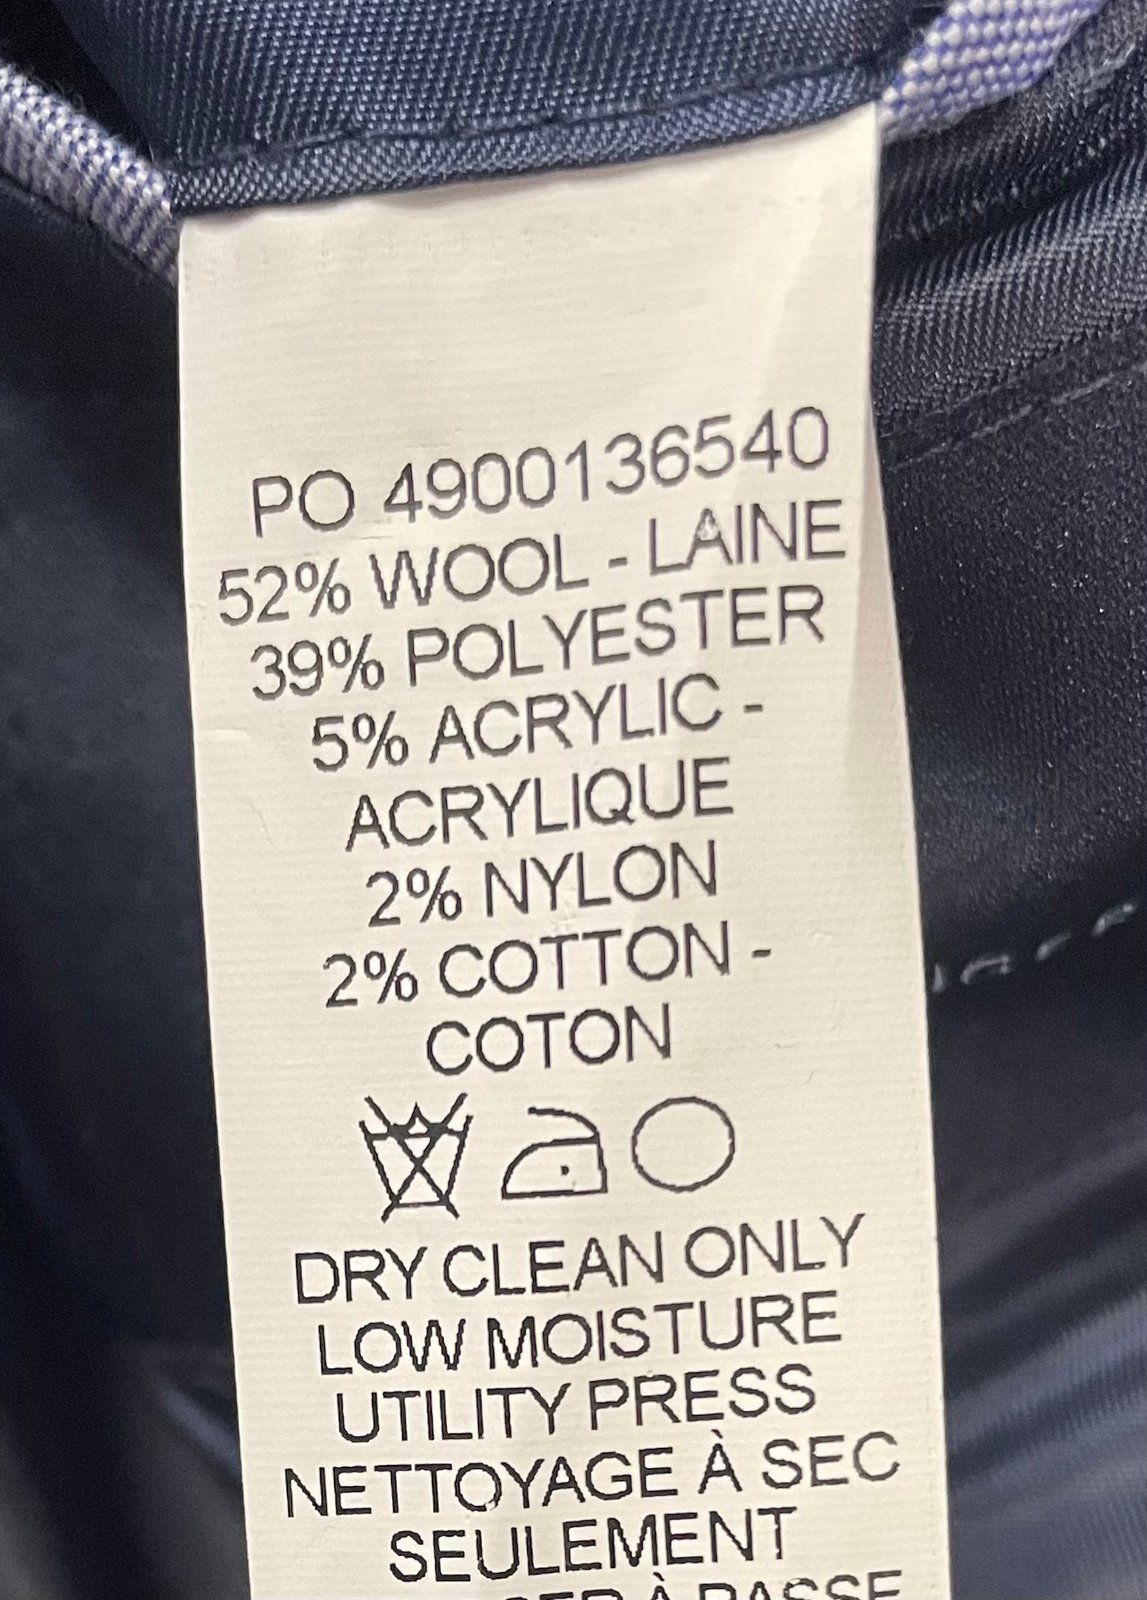 PO 4900136540
52% WOOL - LAINE
39% POLYESTER
5% ACRYLIC -
ACRYLIQUE
2% NYLON
2% COTTON -
COTON
DRY CLEAN ONLY
LOW MOISTURE
UTILITY PRESS
NETTOYAGE À SEC
SEULEMENT
À PASSE